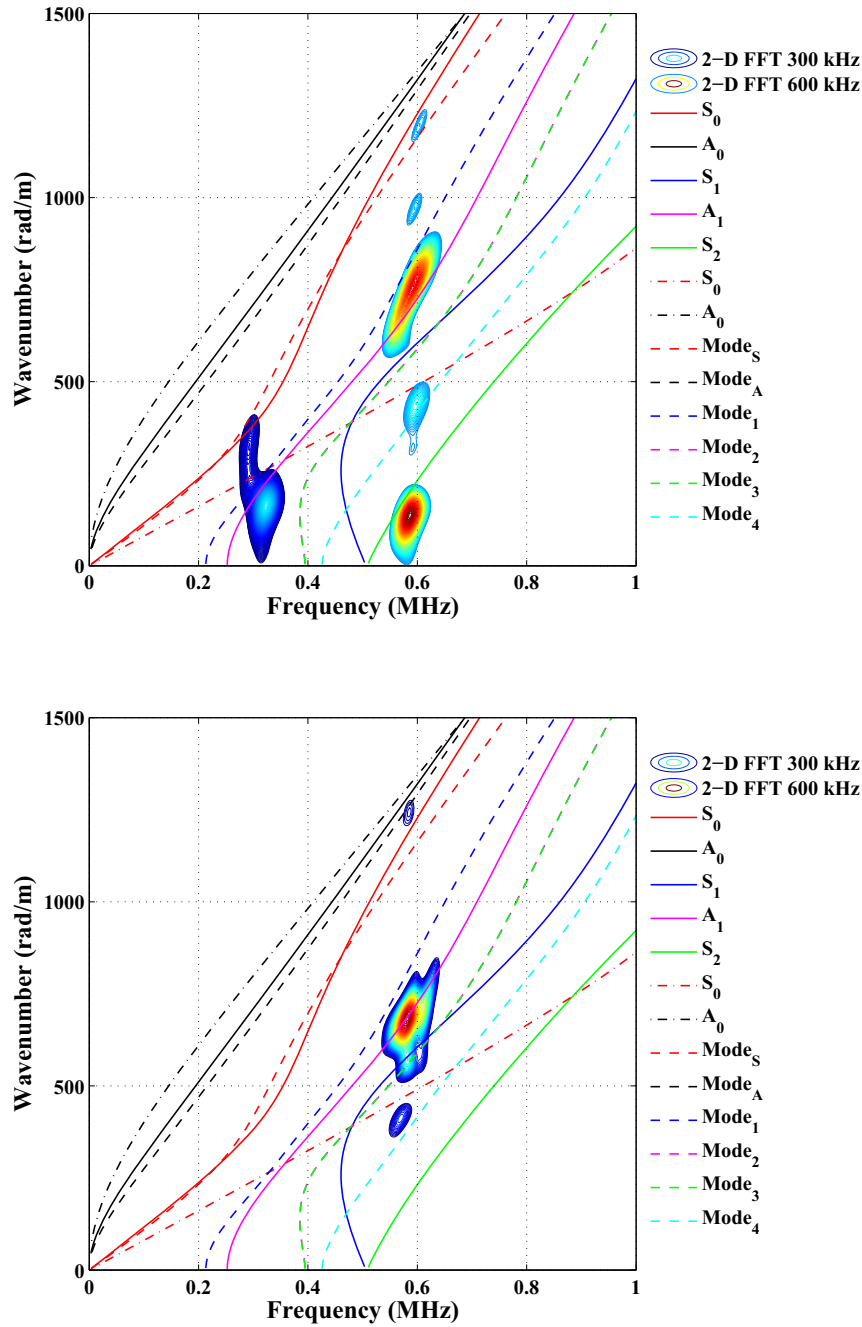 1500
1000
500
0
Wavenumber (rad/m)
0 0.2 0.4 0.6 0.8 1
Frequency (MHz)
2−D FFT 300 kHz
2−D FFT 600 kHz
S0
A0
S1
A1
S2
S0
A0
ModeS
ModeA
Mode1
Mode2
Mode3
Mode4
1500
1000
500
0
Wavenumber (rad/m)
0 0.2 0.4 0.6 0.8 1
Frequency (MHz)
2−D FFT 300 kHz
2−D FFT 600 kHz
S0
A0
S1
A1
S2
S0
A0
ModeS
ModeA
Mode1
Mode2
Mode3
Mode4